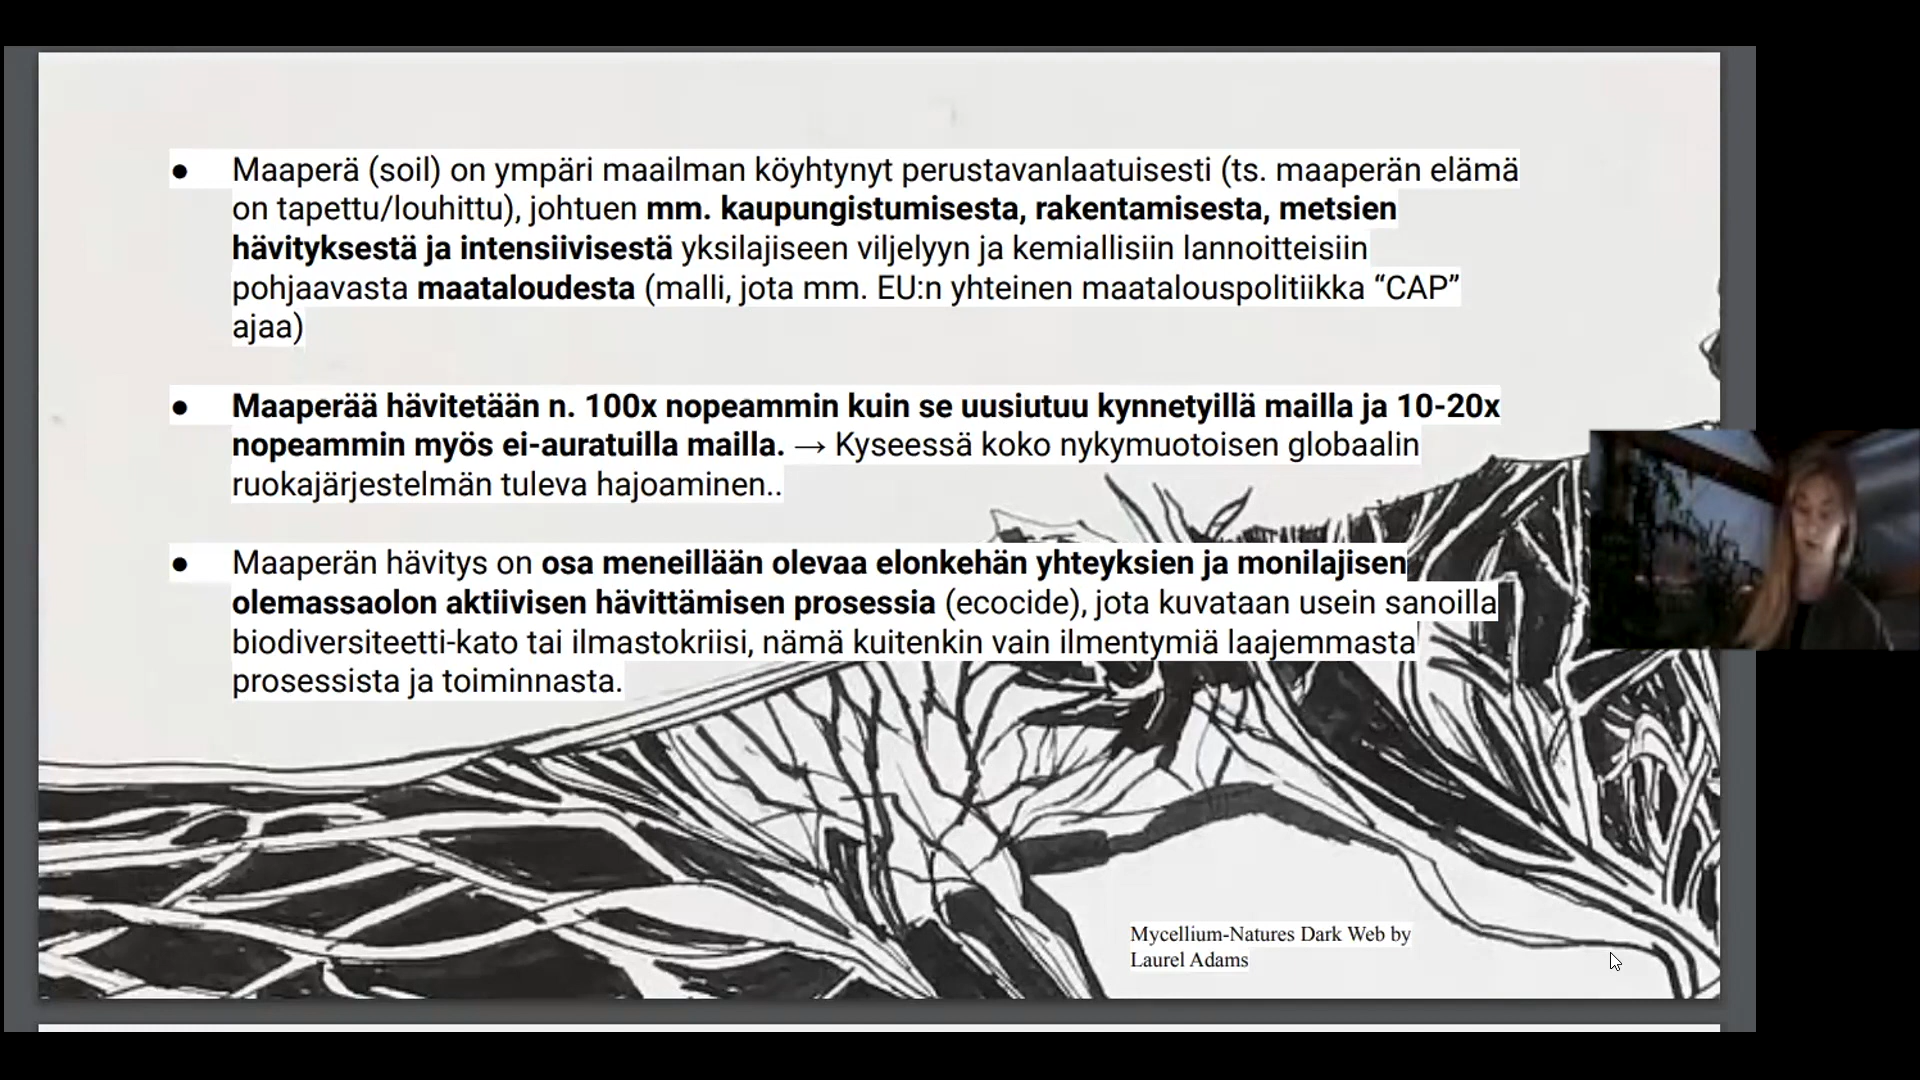 ● Maaperä (soil) on ympäri maailman köyhtynyt perustavanlaatuisesti (ts. maaperän elämä
on tapettu/louhittu), johtuen mm. kaupungistumisesta, rakentamisesta, metsien
hävityksestä ja intensiivisestä yksilajiseen viljelyyn ja kemiallisiin lannoitteisiin
pohjaavasta maataloudesta (malli, jota mm. EU:n yhteinen maatalouspolitiikka “CAP”
ajaa)
● Maaperää hävitetään n. 100x nopeammin kuin se uusiutuu kynnetyillä mailla ja 10-20x
nopeammin myös ei-auratuilla mailla. → Kyseessä koko nykymuotoisen globaalin
ruokajärjestelmän tuleva hajoaminen..
● Maaperän hävitys on osa meneillään olevaa elonkehän yhteyksien ja monilajisen
olemassaolon aktiivisen hävittämisen prosessia (ecocide), jota kuvataan usein sanoilla
biodiversiteetti-kato tai ilmastokriisi, nämä kuitenkin vain ilmentymiä laajemmasta
prosessista ja toiminnasta.
Mycellium-Natures Dark Web by
Laurel Adams